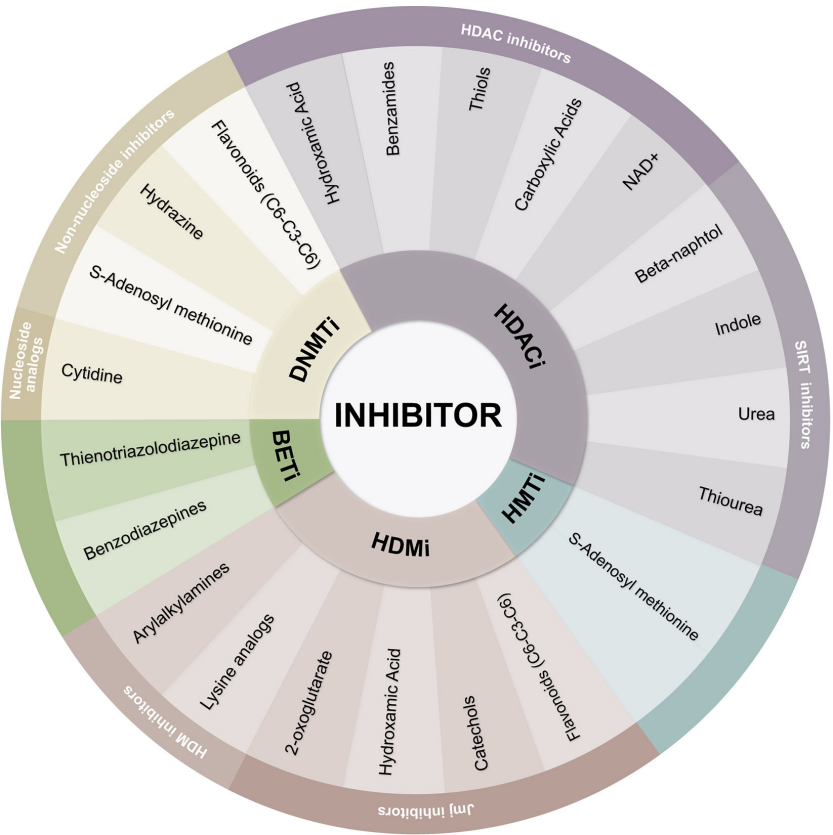 HDAC inhibitors
Hydroxamic Acid
Benzamides
Thiols
Carboxylic Acids
NAD+
SIRT inhibitors
Beta-naphtol
Indole
Urea
Thiourea
HDACi
S-Adenosyl methionine
HMTi
Jmj inhibitors
Flavonoids (C6-C3-C6)
Catechols
Hydroxamic Acid
2-oxoglutarate
HDM inhibitors
Lysine analogs
Arylalkylamines
HDMi
Benzodiazepines
Thienotriazolodiazepine
BETi
Nucleoside
analogs
Cytidine
Non-nucleoside inhibitors
S-Adenosyl methionine
Hydrazine
Flavonoids (C6-C3-C6)
DNMTi
INHIBITOR